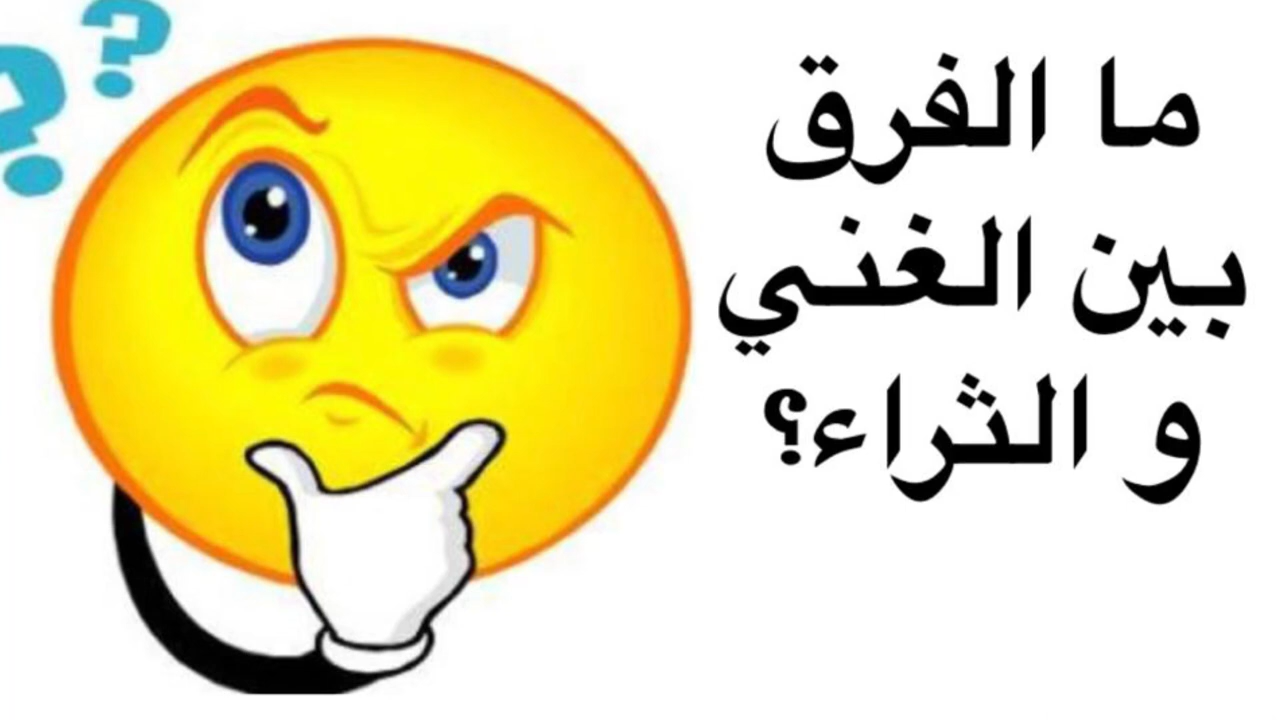 ما الفرق
بين الغني
و الثراء؟
? ?